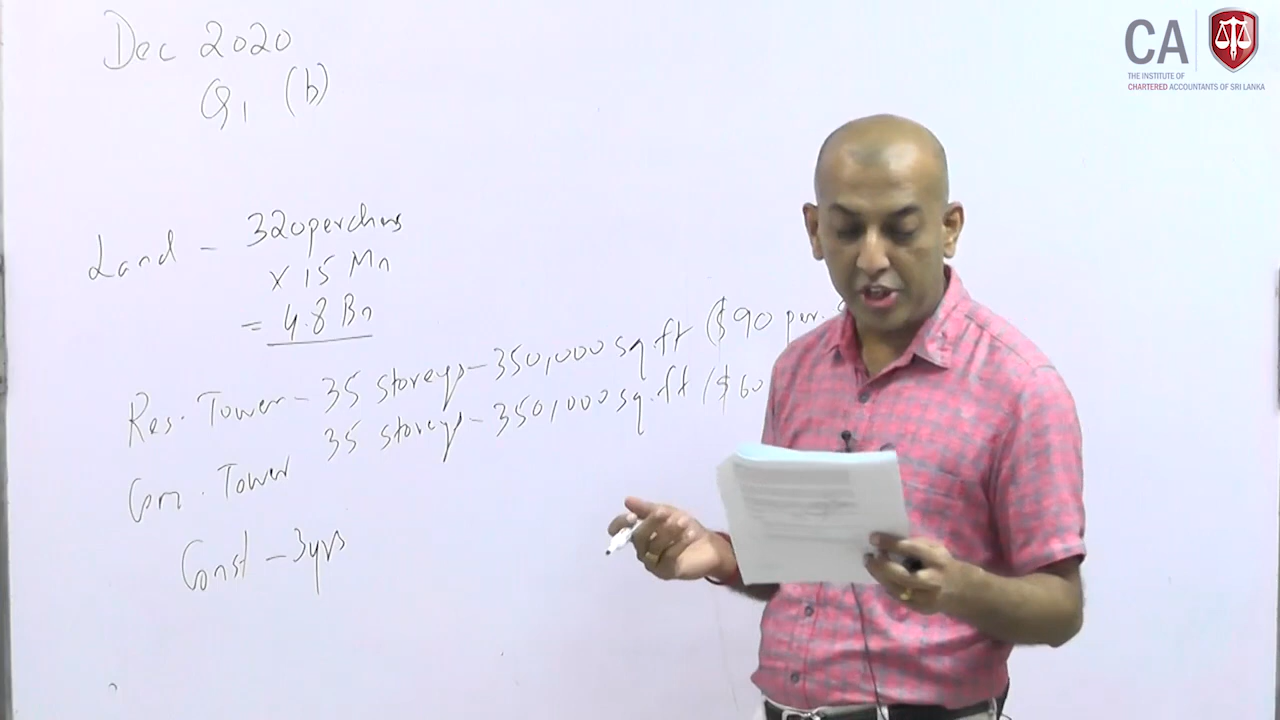 Dec 2020
Q1 (b)
Land - 320 perches
x 15 Mn
= 4.8 Bn
Res. Tower - 35 storeys - 350,000 sq.ft ($90 per.
Com. Tower 35 storeys - 350,000 sq.ft ($60
Const - 3yrs
CA
THE INSTITUTE OF
CHARTERED ACCOUNTANTS OF SRI LANKA